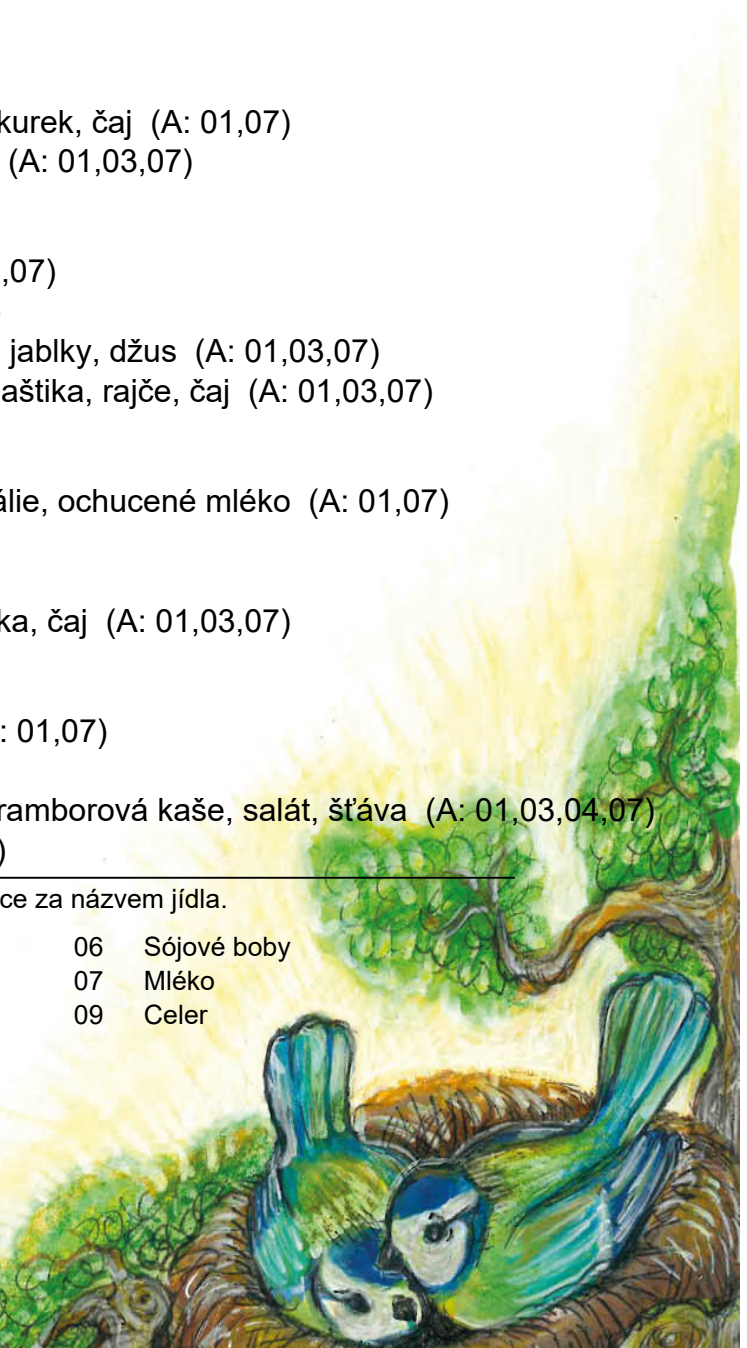 kurek, čaj (A: 01,07)
(A: 01,03,07)
,07)
jablky, džus (A: 01,03,07)
aštika, rajče, čaj (A: 01,03,07)
álie, ochucené mléko (A: 01,07)
ka, čaj (A: 01,03,07)
: 01,07)
ramborová kaše, salát, šťáva (A: 01,03,04,07)
)
ce za názvem jídla.
06 Sójové boby
07 Mléko
09 Celer